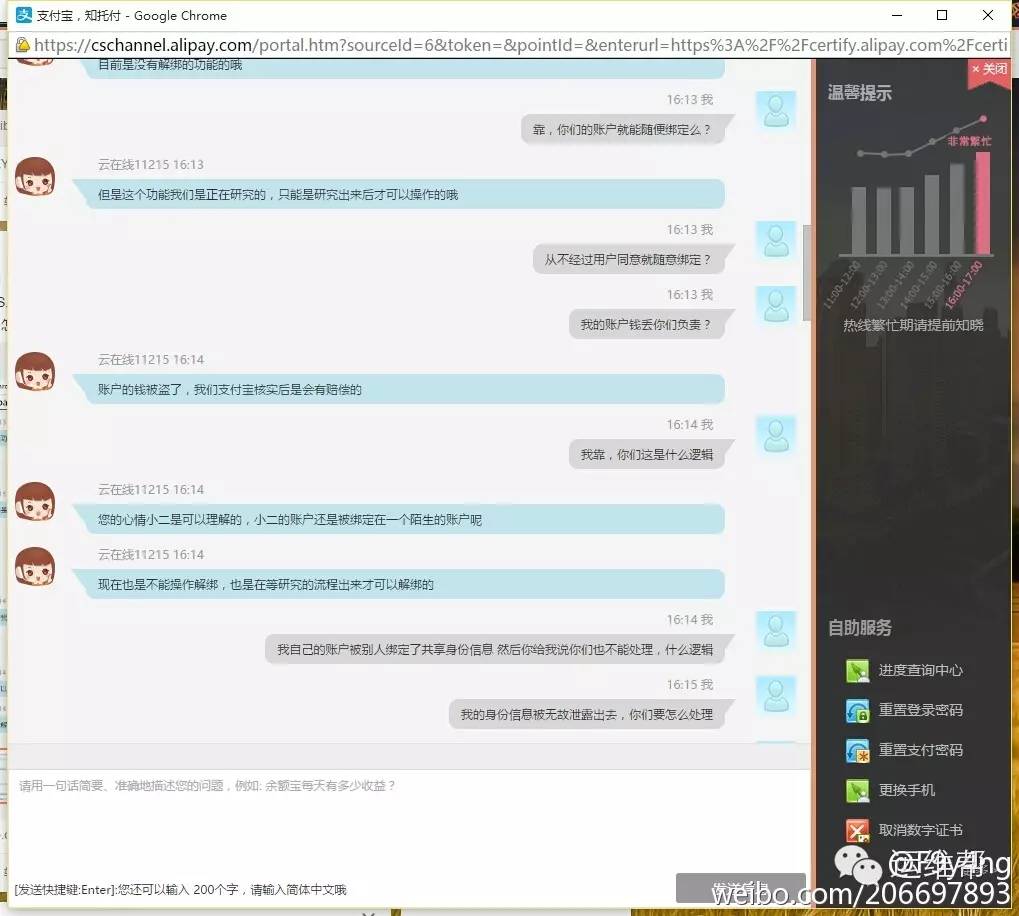 支付宝，知托付 - Google Chrome
https://cschannel.alipay.com/portal.htm?sourceId=6&token=&pointId=&enterurl=https%3A%2F%2Fcertify.alipay.com%2Fcerti
目前是没有解绑的功能的哦
16:13 我
靠，你们的账户就能随便绑定么？
云在线11215 16:13
但是这个功能我们是正在研究的，只能是研究出来后才可以操作的哦
16:13 我
从不经过用户同意就随意绑定？
16:13 我
我的账户钱丢你们负责？
云在线11215 16:14
账户的钱被盗了，我们支付宝核实后是会有赔偿的
16:14 我
我靠，你们这是什么逻辑
云在线11215 16:14
您的心情小二是可以理解的，小二的账户还是被绑定在一个陌生的账户呢
云在线11215 16:14
现在也是不能操作解绑，也是在等研究的流程出来才可以解绑的
16:14 我
我自己的账户被别人绑定了共享身份信息 然后你给我说你们也不能处理，什么逻辑
16:15 我
我的身份信息被无故泄露出去，你们要怎么处理
请用一句话简要、准确地描述您的问题，例如: 余额宝每天有多少收益？
[发送快捷键:Enter]:您还可以输入 200个字，请输入简体中文哦
× 关闭
温馨提示
非常繁忙
11:00-12:00
12:00-13:00
13:00-14:00
14:00-15:00
15:00-16:00
16:00-17:00
热线繁忙期请提前知晓
自助服务
进度查询中心
重置登录密码
重置支付密码
更换手机
取消数字证书
运维帮
weibo.com/206697893